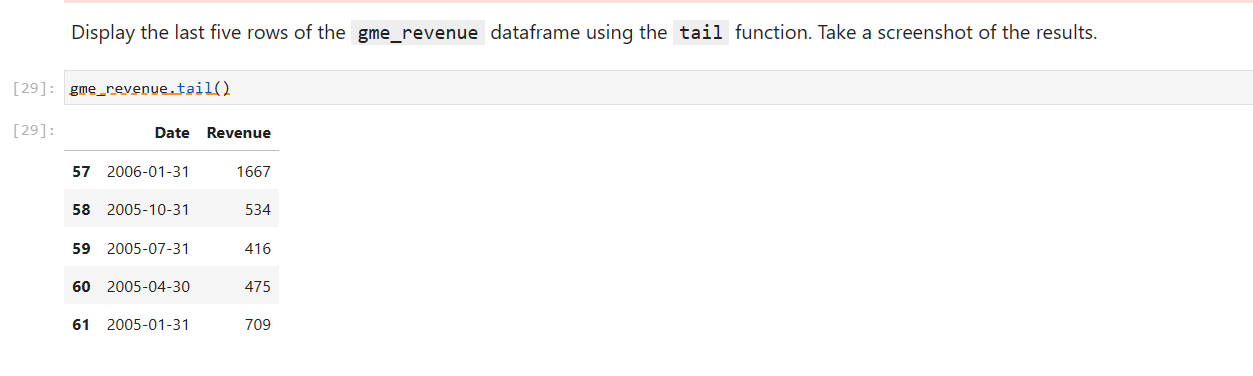 Display the last five rows of the gme_revenue dataframe using the tail function. Take a screenshot of the results.
[29]: gme_revenue.tail()
[29]:
Date Revenue
57 2006-01-31 1667
58 2005-10-31 534
59 2005-07-31 416
60 2005-04-30 475
61 2005-01-31 709